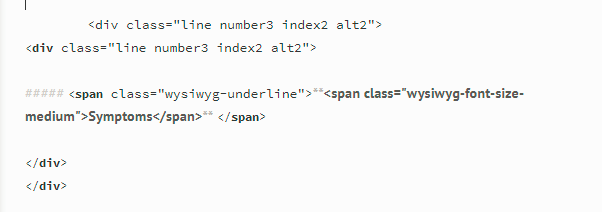 <div class="line number3 index2 alt2">
<div class="line number3 index2 alt2">
##### <span class="wysiwyg-underline">**<span class="wysiwyg-font-size-
medium">Symptoms</span>** </span>
</div>
</div>